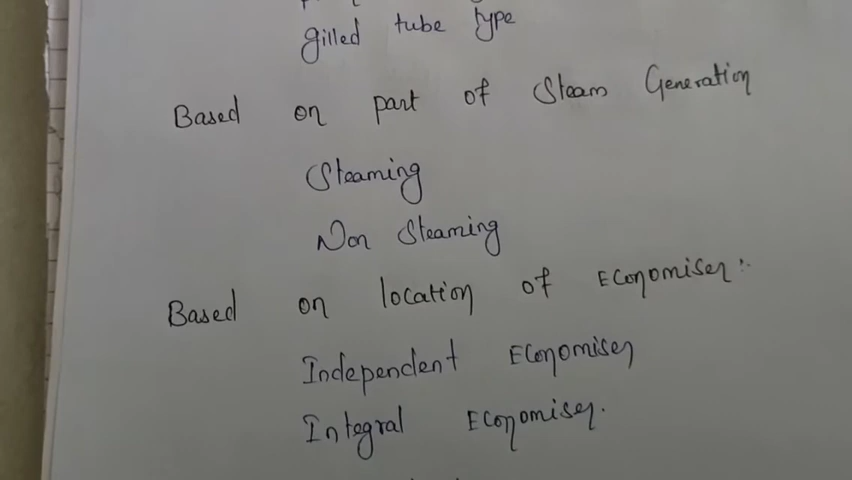 gilled tube type
Based on part of Steam Generation
Steaming
Non Steaming
Based on location of Economiser:-
Independent Economiser
Integral Economiser.